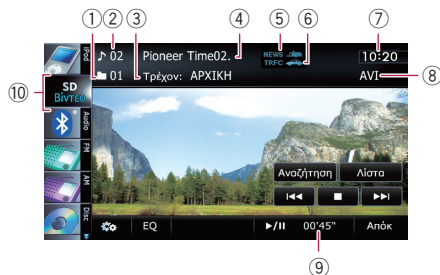 ① ② ③ ④ ⑤ ⑥ ⑦
iPod ♪ 02 Pioneer Time02. NEWS 10:20
TRFC
01 Τρέχον: ΑΡΧΙΚΗ AVI ⑧
⑩ SD
Βίντεο
Audio
FM
AM
Disc
Αναζήτηση Λίστα
EQ ►/II 00'45" Απόκ
⑨